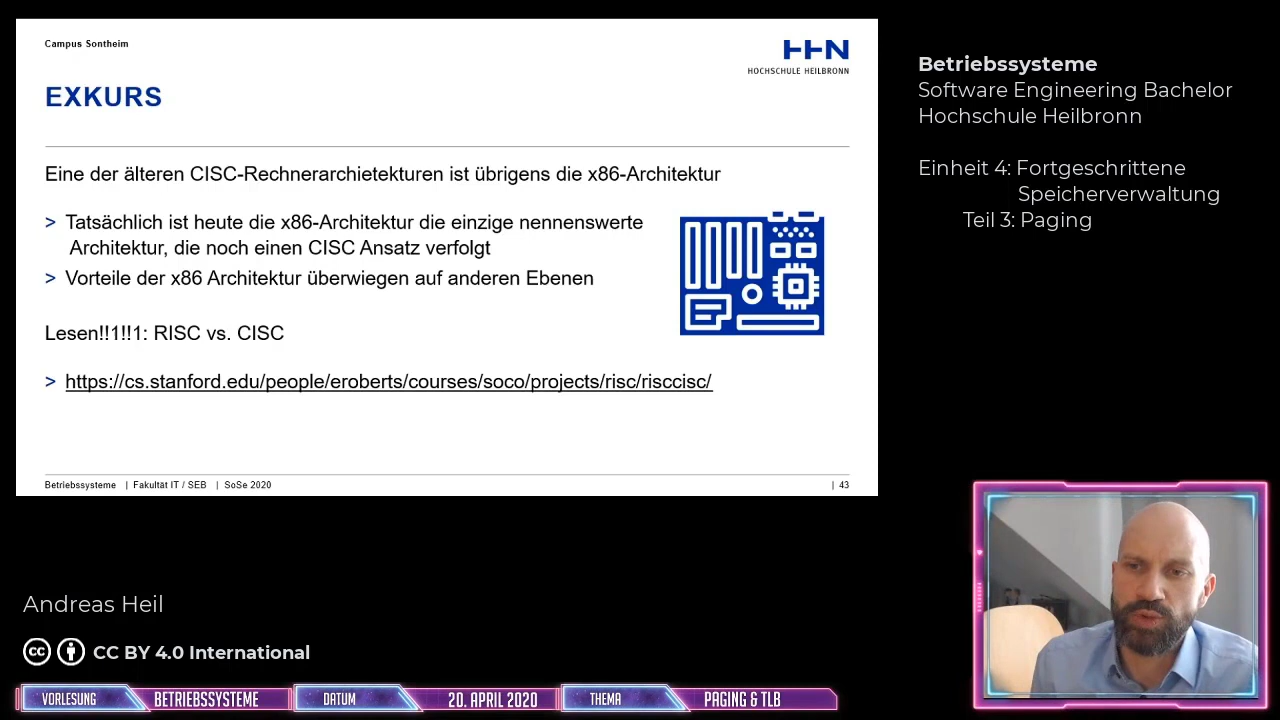 Campus Sontheim
HHN
HOCHSCHULE HEILBRONN
EXKURS
Eine der älteren CISC-Rechnerarchietekturen ist übrigens die x86-Architektur
> Tatsächlich ist heute die x86-Architektur die einzige nennenswerte
Architektur, die noch einen CISC Ansatz verfolgt
> Vorteile der x86 Architektur überwiegen auf anderen Ebenen
Lesen!!1!!1: RISC vs. CISC
> https://cs.stanford.edu/people/eroberts/courses/soco/projects/risc/risccisc/
Betriebssysteme | Fakultät IT / SEB | SoSe 2020 | 43
Betriebssysteme
Software Engineering Bachelor
Hochschule Heilbronn
Einheit 4: Fortgeschrittene
Speicherverwaltung
Teil 3: Paging
Andreas Heil
cc CC BY 4.0 International
VORLESUNG BETRIEBSSYSTEME DATUM 20. APRIL 2020 THEMA PAGING & TLB